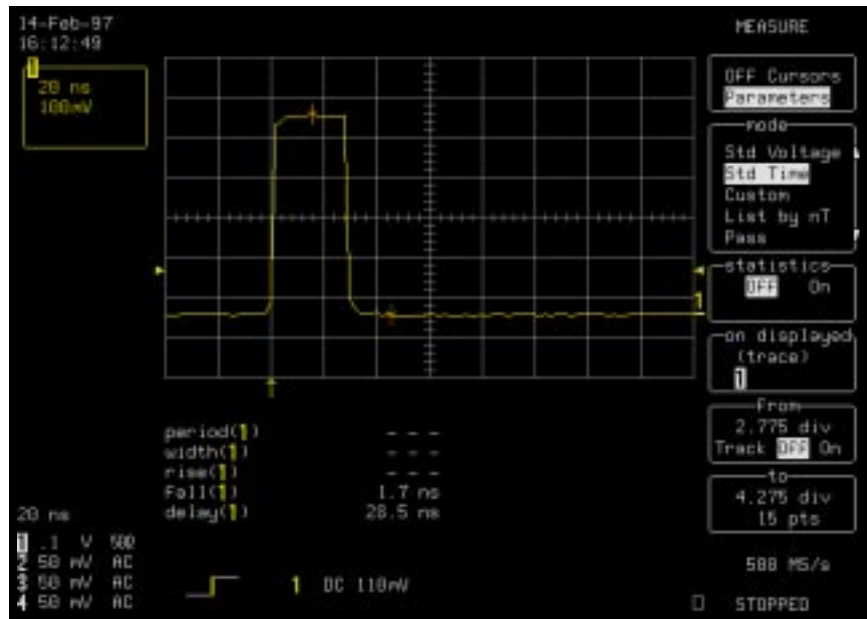 14-Feb-97
16:12:49
1
20 ns
100mV
MEASURE
OFF Cursors
Parameters
mode
Std Voltage
Std Time
Custom
List by nT
Pass
statistics
OFF On
on displayed
(trace)
1
From
2.775 div
Track OFF On
to
4.275 div
15 pts
1
period(1) - - -
width(1) - - -
rise(1) - - -
Fall(1) 1.7 ns
delay(1) 28.5 ns
20 ns
1 .1 V 50Ω
2 50 mV AC
3 50 mV AC
4 50 mV AC
1 DC 110mV
500 MS/s
STOPPED